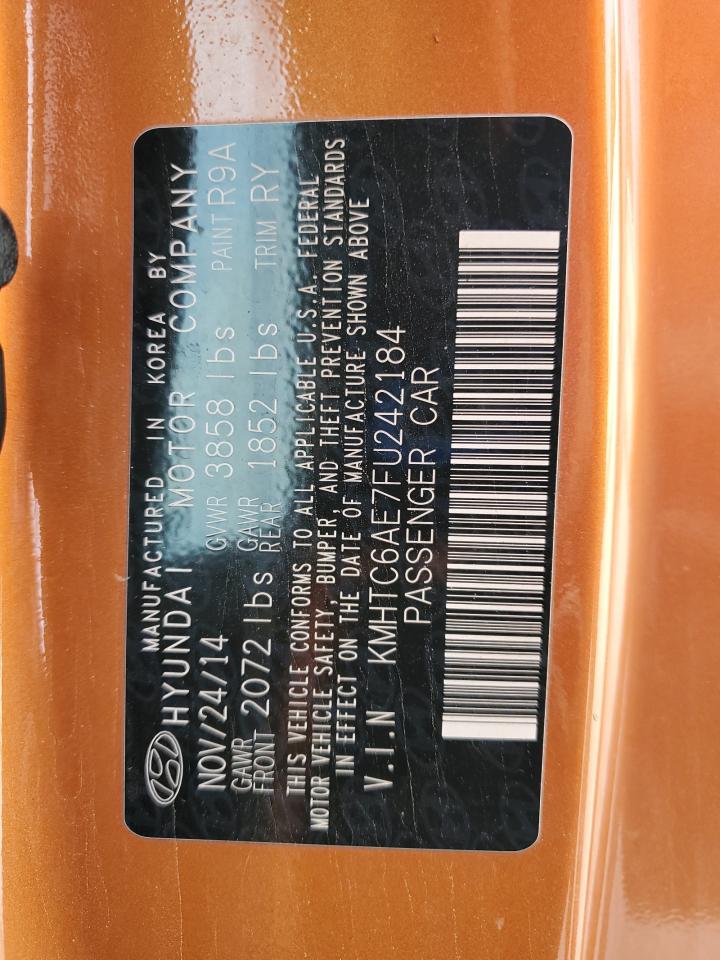 MANUFACTURED IN KOREA BY
HYUNDAI MOTOR COMPANY
NOV/24/14 GVWR 3858 lbs PAINT R9A
GAWR FRONT 2072 lbs GAWR REAR 1852 lbs TRIM RY
THIS VEHICLE CONFORMS TO ALL APPLICABLE U.S.A FEDERAL
MOTOR VEHICLE SAFETY, BUMPER, AND THEFT PREVENTION STANDARDS
IN EFFECT ON THE DATE OF MANUFACTURE SHOWN ABOVE
V.I.N KMHTC6AE7FU242184
PASSENGER CAR